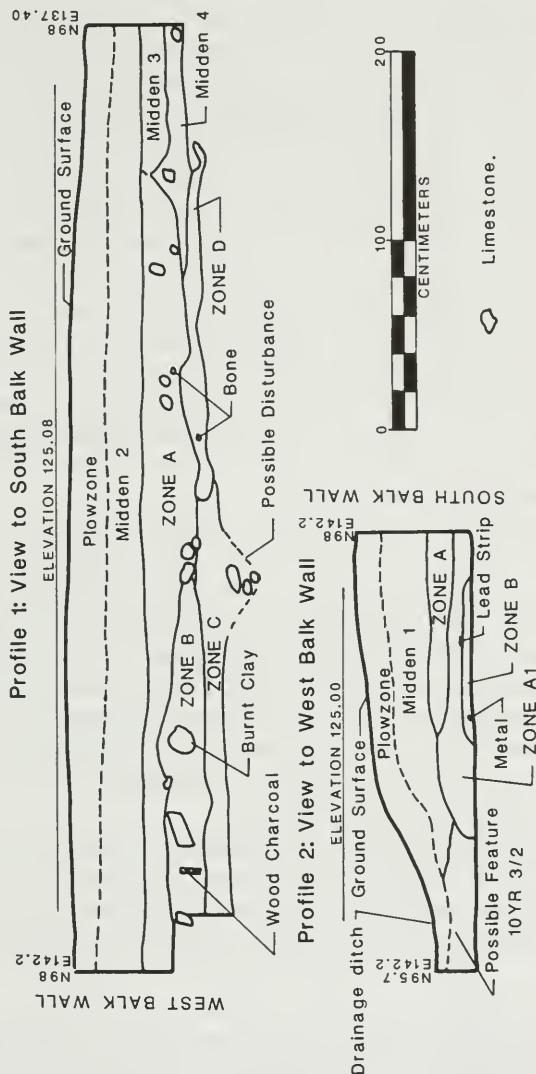 Profile 1: View to South Balk Wall
ELEVATION 125.08
N98
E142.2
N98
E137.40
WEST BALK WALL
Ground Surface
Plowzone
Midden 2
Midden 3
Midden 4
ZONE A
ZONE B
ZONE C
ZONE D
Bone
Possible Disturbance
Burnt Clay
Wood Charcoal
Profile 2: View to West Balk Wall
ELEVATION 125.00
N95.7
E142.2
N98
E142.2
SOUTH BALK WALL
Drainage ditch
Ground Surface
Plowzone
Midden 1
ZONE A
Lead Strip
ZONE B
Metal
ZONE A1
Possible Feature
10YR 3/2
0 100 200
CENTIMETERS
Limestone.